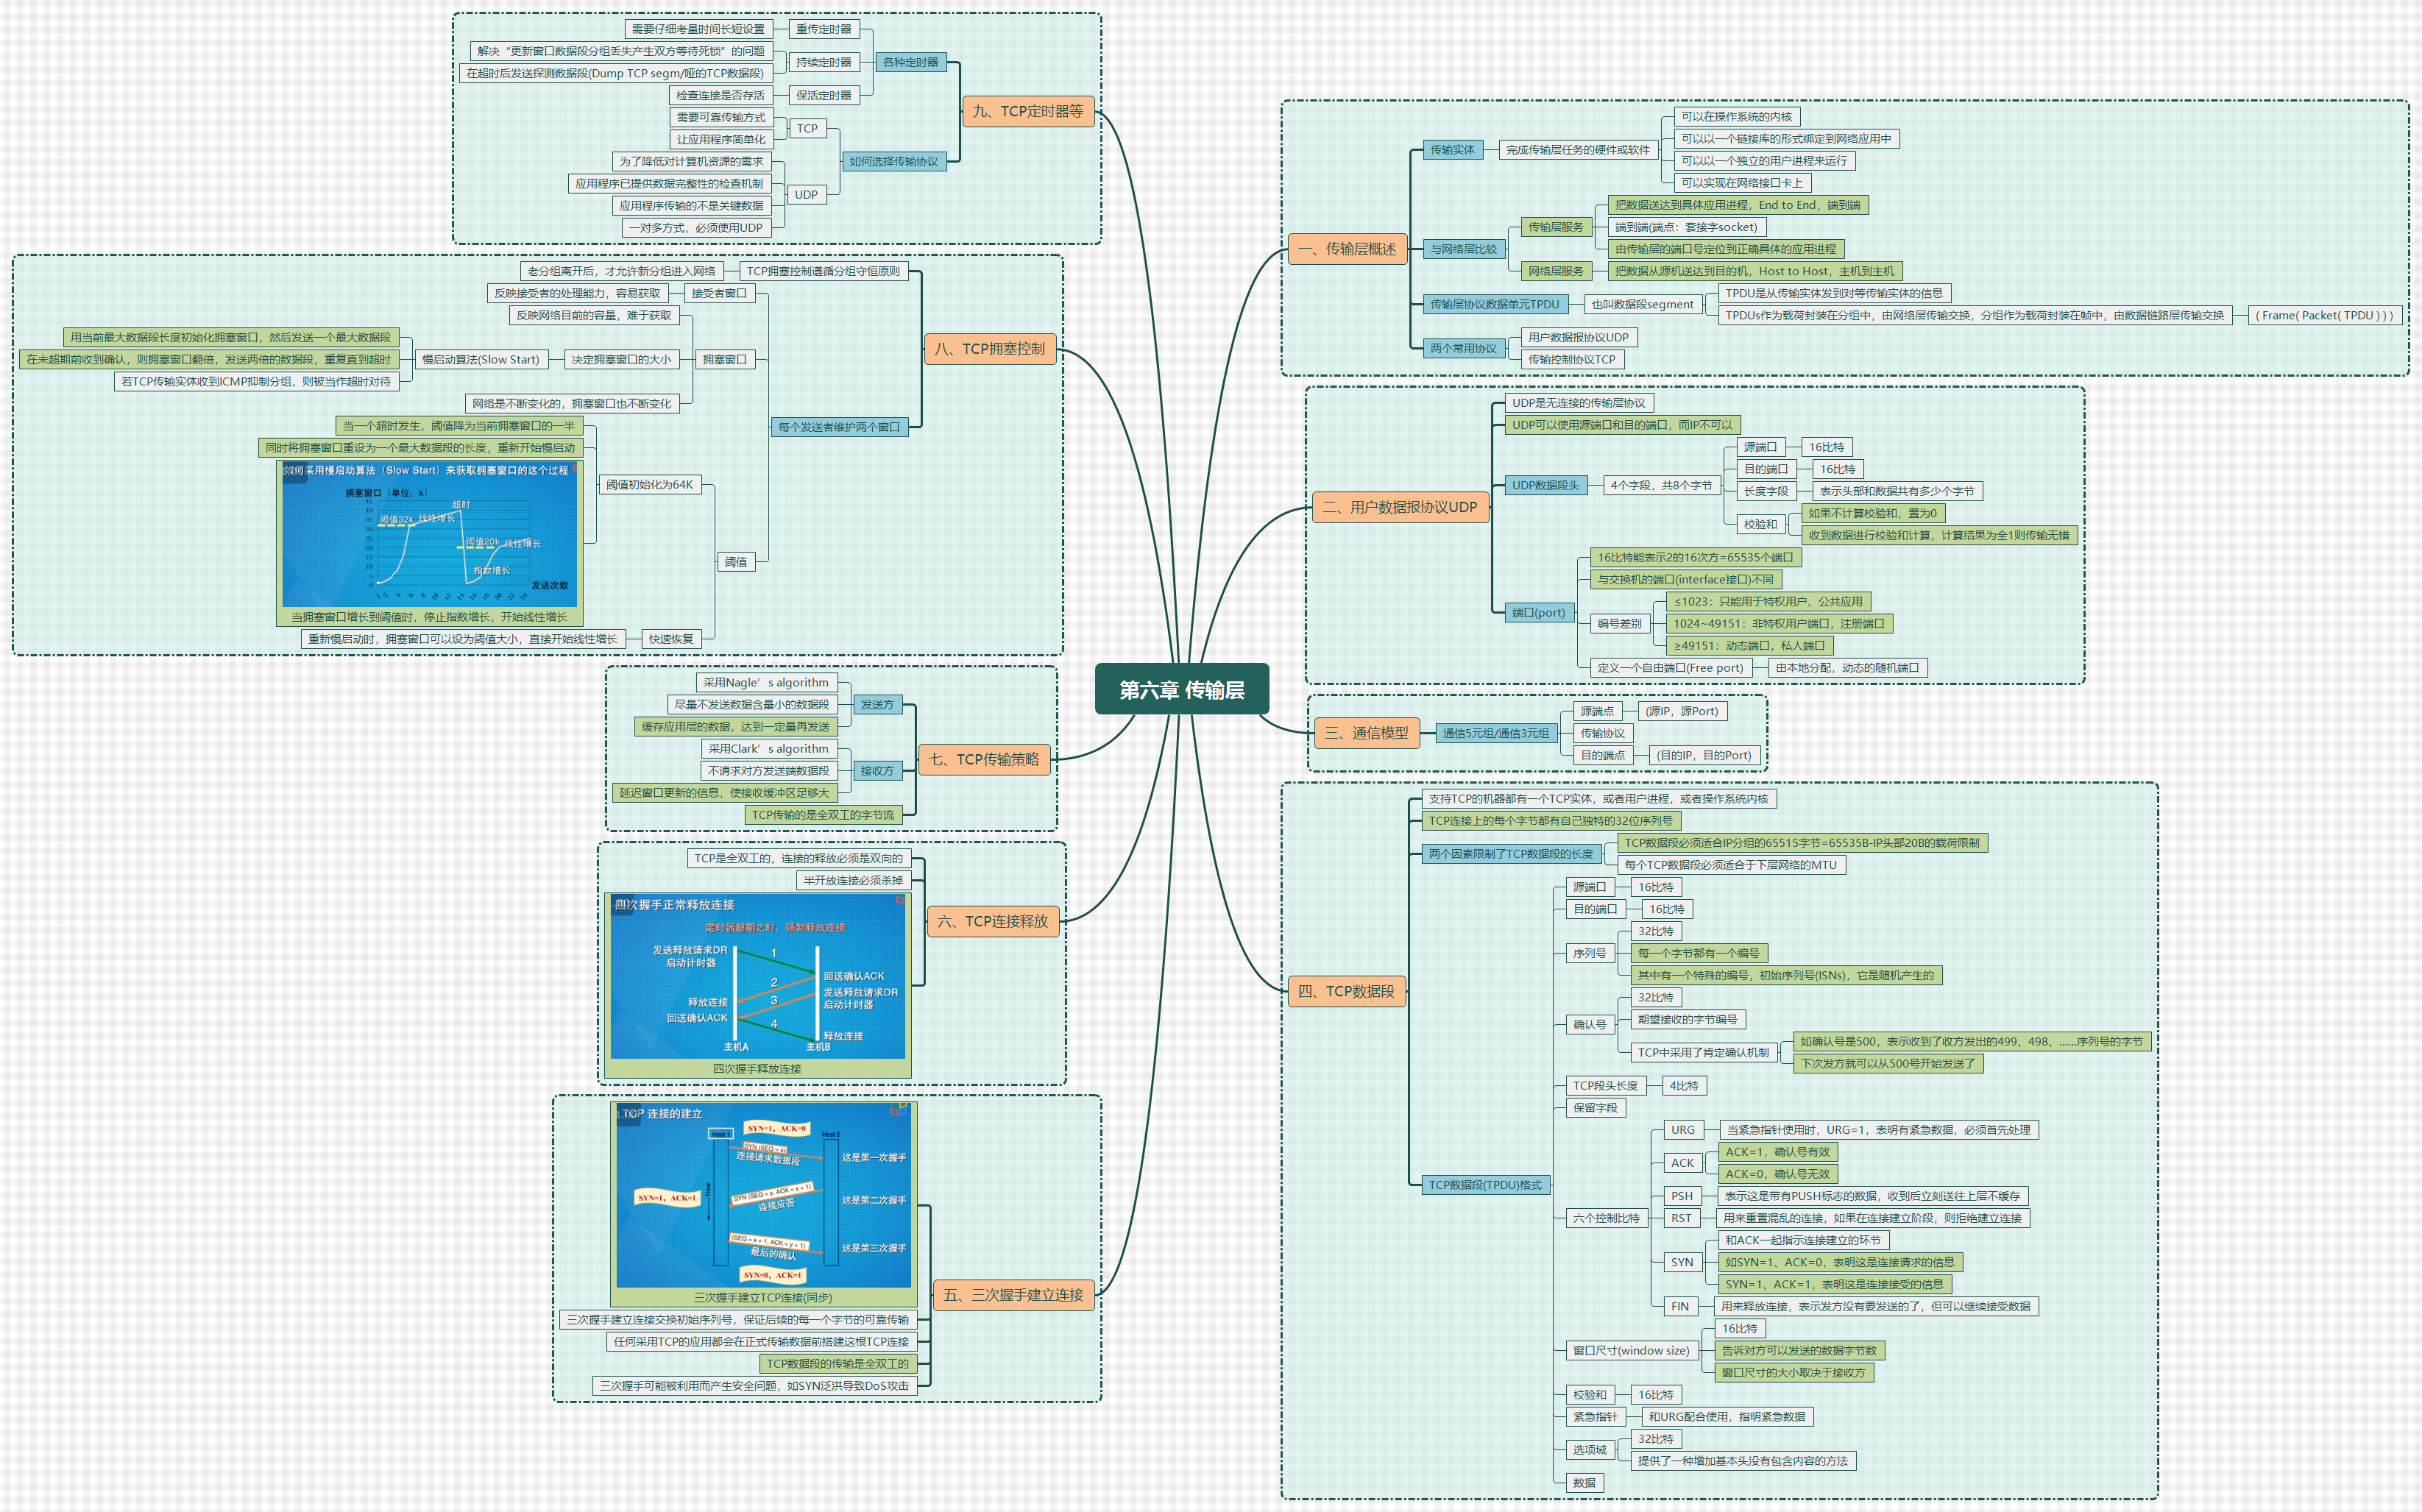 第六章 传输层
一、传输层概述
传输实体
完成传输层任务的硬件或软件
可以在操作系统的内核
可以以一个链接库的形式绑定到网络应用中
可以以一个独立的用户进程来运行
可以实现在网络接口卡上
与网络层比较
传输层服务
把数据送达到具体应用进程，End to End，端到端
端到端(端点：套接字socket)
由传输层的端口号定位到正确具体的应用进程
网络层服务
把数据从源机送达到目的机，Host to Host，主机到主机
传输层协议数据单元TPDU
也叫数据段segment
TPDU是从传输实体发到对等传输实体的信息
TPDUs作为载荷封装在分组中，由网络层传输交换，分组作为载荷封装在帧中，由数据链路层传输交换
( Frame( Packet( TPDU ) ) )
两个常用协议
用户数据报协议UDP
传输控制协议TCP
二、用户数据报协议UDP
UDP是无连接的传输层协议
UDP可以使用源端口和目的端口，而IP不可以
UDP数据段头
4个字段，共8个字节
源端口
16比特
目的端口
16比特
长度字段
表示头部和数据共有多少个字节
校验和
如果不计算校验和，置为0
收到数据进行校验和计算，计算结果为全1则传输无错
端口(port)
16比特能表示2的16次方=65535个端口
与交换机的端口(interface接口)不同
编号差别
≤1023：只能用于特权用户、公共应用
1024~49151：非特权用户端口，注册端口
≥49151：动态端口，私人端口
定义一个自由端口(Free port)
由本地分配，动态的随机端口
三、通信模型
通信5元组/通信3元组
源端点
(源IP，源Port)
传输协议
目的端点
(目的IP，目的Port)
四、TCP数据段
支持TCP的机器都有一个TCP实体，或者用户进程，或者操作系统内核
TCP连接上的每个字节都有自己独特的32位序列号
两个因素限制了TCP数据段的长度
TCP数据段必须适合IP分组的65515字节=65535B-IP头部20B的载荷限制
每个TCP数据段必须适合于下层网络的MTU
TCP数据段(TPDU)格式
源端口
16比特
目的端口
16比特
序列号
32比特
每一个字节都有一个编号
其中有一个特殊的编号，初始序列号(ISNs)，它是随机产生的
确认号
32比特
期望接收的字节编号
TCP中采用了肯定确认机制
如确认号是500，表示收到了收方发出的499、498、……序列号的字节
下次发方就可以从500号开始发送了
TCP段头长度
4比特
保留字段
六个控制比特
URG
当紧急指针使用时，URG=1，表明有紧急数据，必须首先处理
ACK
ACK=1，确认号有效
ACK=0，确认号无效
PSH
表示这是带有PUSH标志的数据，收到后立刻送往上层不缓存
RST
用来重置混乱的连接，如果在连接建立阶段，则拒绝建立连接
SYN
和ACK一起指示连接建立的环节
如SYN=1、ACK=0，表明这是连接请求的信息
SYN=1、ACK=1，表明这是连接接受的信息
FIN
用来释放连接，表示发方没有要发送的了，但可以继续接受数据
窗口尺寸(window size)
16比特
告诉对方可以发送的数据字节数
窗口尺寸的大小取决于接收方
校验和
16比特
紧急指针
和URG配合使用，指明紧急数据
选项域
32比特
提供了一种增加基本头没有包含内容的方法
数据
五、三次握手建立连接
TCP 连接的建立
SYN=1，ACK=0
Host 1
Host 2
SYN (SEQ = x)
连接请求数据段
这是第一次握手
SYN=1，ACK=1
Time
SYN (SEQ = y, ACK = x + 1)
连接应答
这是第二次握手
(SEQ = x + 1, ACK = y + 1)
最后的确认
这是第三次握手
SYN=0，ACK=1
三次握手建立TCP连接(同步)
三次握手建立连接交换初始序列号，保证后续的每一个字节的可靠传输
任何采用TCP的应用都会在正式传输数据前搭建这根TCP连接
TCP数据段的传输是全双工的
三次握手可能被利用而产生安全问题，如SYN泛洪导致DoS攻击
六、TCP连接释放
TCP是全双工的，连接的释放必须是双向的
半开放连接必须杀掉
四次握手正常释放连接
定时器超期之时，强制释放连接
发送释放请求DR
启动计时器
1
回送确认ACK
2
发送释放请求DR
启动计时器
释放连接
3
回送确认ACK
4
释放连接
主机A
主机B
四次握手释放连接
七、TCP传输策略
发送方
采用Nagle’s algorithm
尽量不发送数据含量小的数据段
缓存应用层的数据，达到一定量再发送
接收方
采用Clark’s algorithm
不请求对方发送端数据段
延迟窗口更新的信息，使接收缓冲区足够大
TCP传输的是全双工的字节流
八、TCP拥塞控制
TCP拥塞控制遵循分组守恒原则
老分组离开后，才允许新分组进入网络
每个发送者维护两个窗口
接受者窗口
反映接受者的处理能力，容易获取
拥塞窗口
反映网络目前的容量，难于获取
决定拥塞窗口的大小
慢启动算法(Slow Start)
用当前最大数据段长度初始化拥塞窗口，然后发送一个最大数据段
在未超期前收到确认，则拥塞窗口翻倍，发送两倍的数据段，重复直到超时
若TCP传输实体收到ICMP抑制分组，则被当作超时对待
网络是不断变化的，拥塞窗口也不断变化
阈值
阈值初始化为64K
当一个超时发生，阈值降为当前拥塞窗口的一半
同时将拥塞窗口重设为一个最大数据段的长度，重新开始慢启动
如何采用慢启动算法（Slow Start）来获取拥塞窗口的这个过程
拥塞窗口（单位：k）
45
40
35
30
25
20
15
10
5
0
超时
阈值32k
线性增长
阈值20k
线性增长
指数增长
发送次数
1 2 4 6 8 10 12 14 16 18 20 22 24
当拥塞窗口增长到阈值时，停止指数增长，开始线性增长
快速恢复
重新慢启动时，拥塞窗口可以设为阈值大小，直接开始线性增长
九、TCP定时器等
各种定时器
重传定时器
需要仔细考量时间长短设置
持续定时器
解决“更新窗口数据段分组丢失产生双方等待死锁”的问题
在超时后发送探测数据段(Dump TCP segm/哑的TCP数据段)
保活定时器
检查连接是否存活
如何选择传输协议
TCP
需要可靠传输方式
让应用程序简单化
UDP
为了降低对计算机资源的需求
应用程序已提供数据完整性的检查机制
应用程序传输的不是关键数据
一对多方式，必须使用UDP